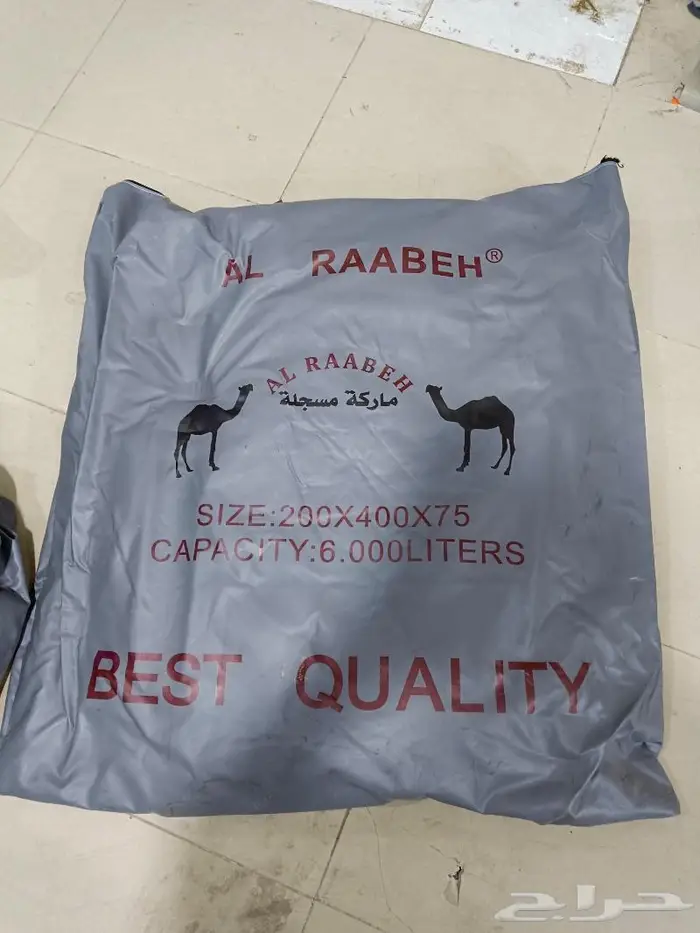 AL RAABEH®
AL RAABEH
ماركة مسجلة
SIZE:200X400X75
CAPACITY:6.000LITERS
BEST QUALITY
حراج